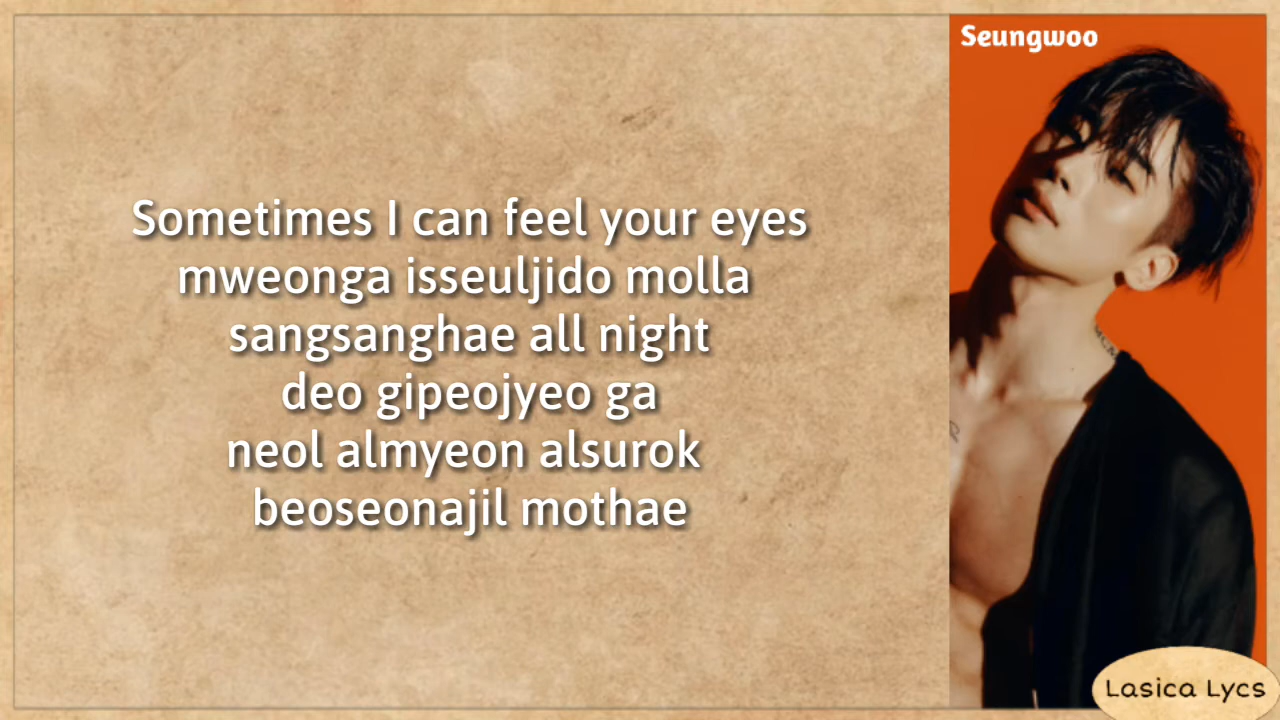 Seungwoo
Sometimes I can feel your eyes
mweonga isseuljido molla
sangsanghae all night
deo gipeojyeo ga
neol almyeon alsurok
beoseonajil mothae
Lasica Lycs